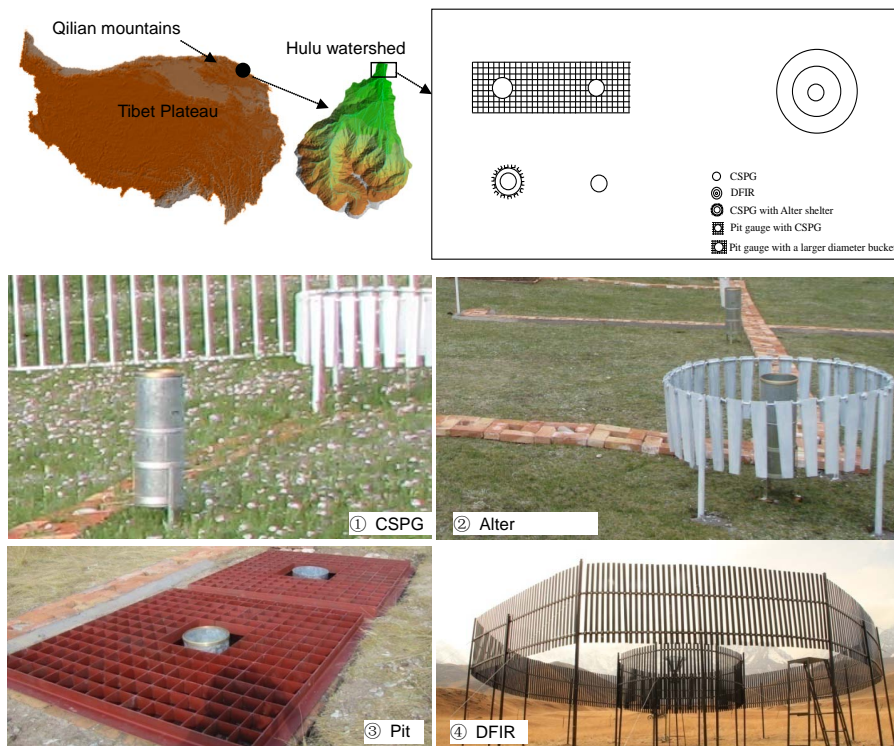 Qilian mountains
Hulu watershed
Tibet Plateau
CSPG
DFIR
CSPG with Alter shelter
Pit gauge with CSPG
Pit gauge with a larger diameter bucket
① CSPG
② Alter
③ Pit
④ DFIR